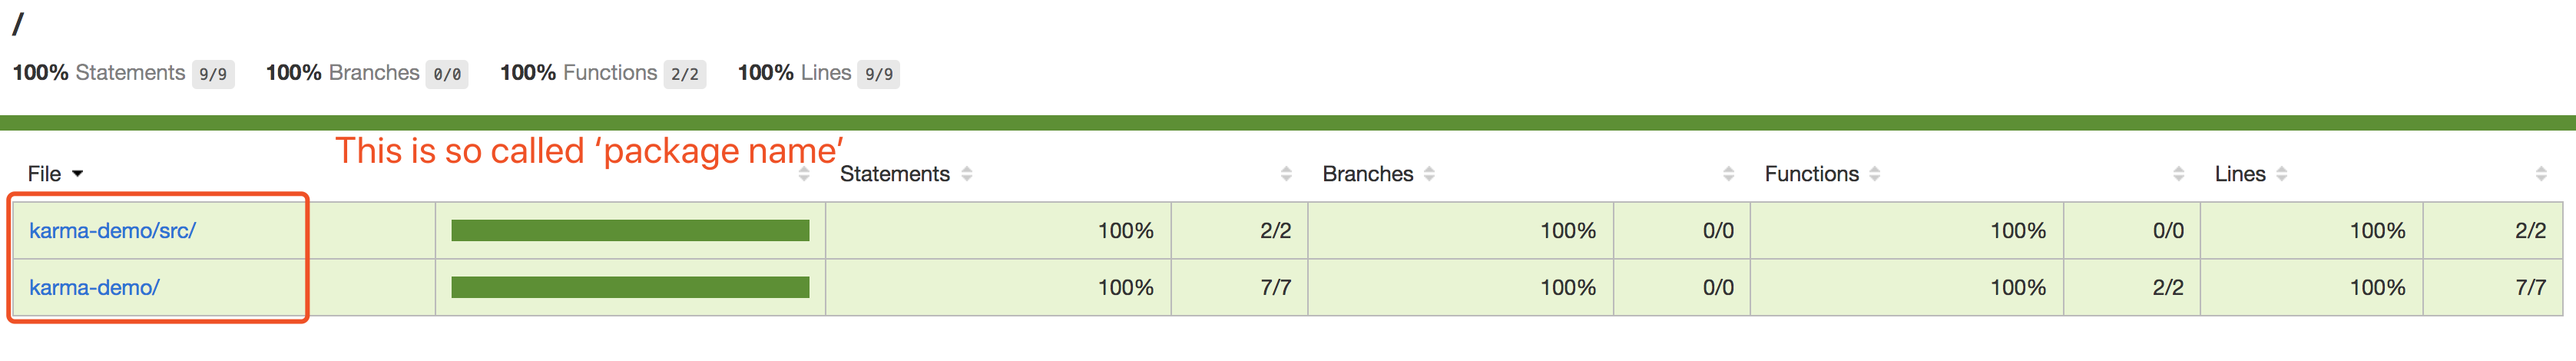 /
100% Statements 9/9 100% Branches 0/0 100% Functions 2/2 100% Lines 9/9
This is so called ‘package name’
File Statements Branches Functions Lines
karma-demo/src/ 100% 2/2 100% 0/0 100% 0/0 100% 2/2
karma-demo/ 100% 7/7 100% 0/0 100% 2/2 100% 7/7